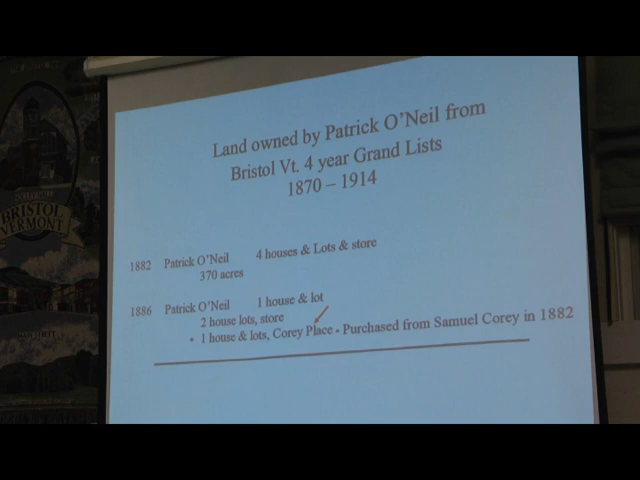 Land owned by Patrick O'Neil from
Bristol Vt. 4 year Grand Lists
1870 – 1914
1882 Patrick O'Neil 4 houses & Lots & store
370 acres
1886 Patrick O'Neil 1 house & lot
2 house lots, store
• 1 house & lots, Corey Place - Purchased from Samuel Corey in 1882
BRISTOL
VERMONT